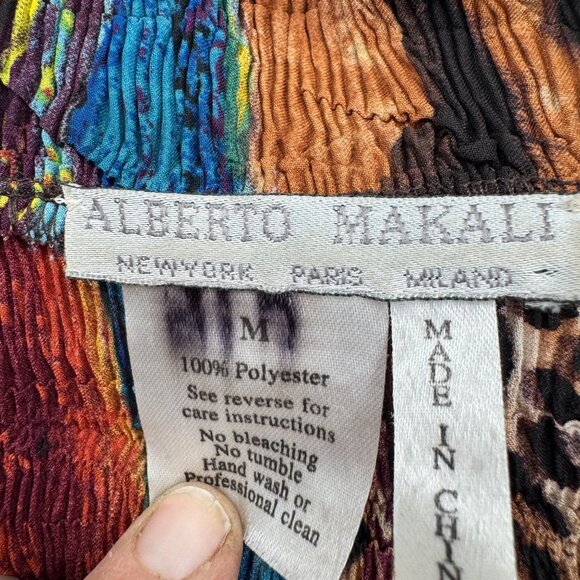 ALBERTO MAKALI
NEWYORK PARIS MILANO
M
100% Polyester
See reverse for
care instructions
No bleaching
No tumble
Hand wash or
Professional clean
MADE IN CHIN